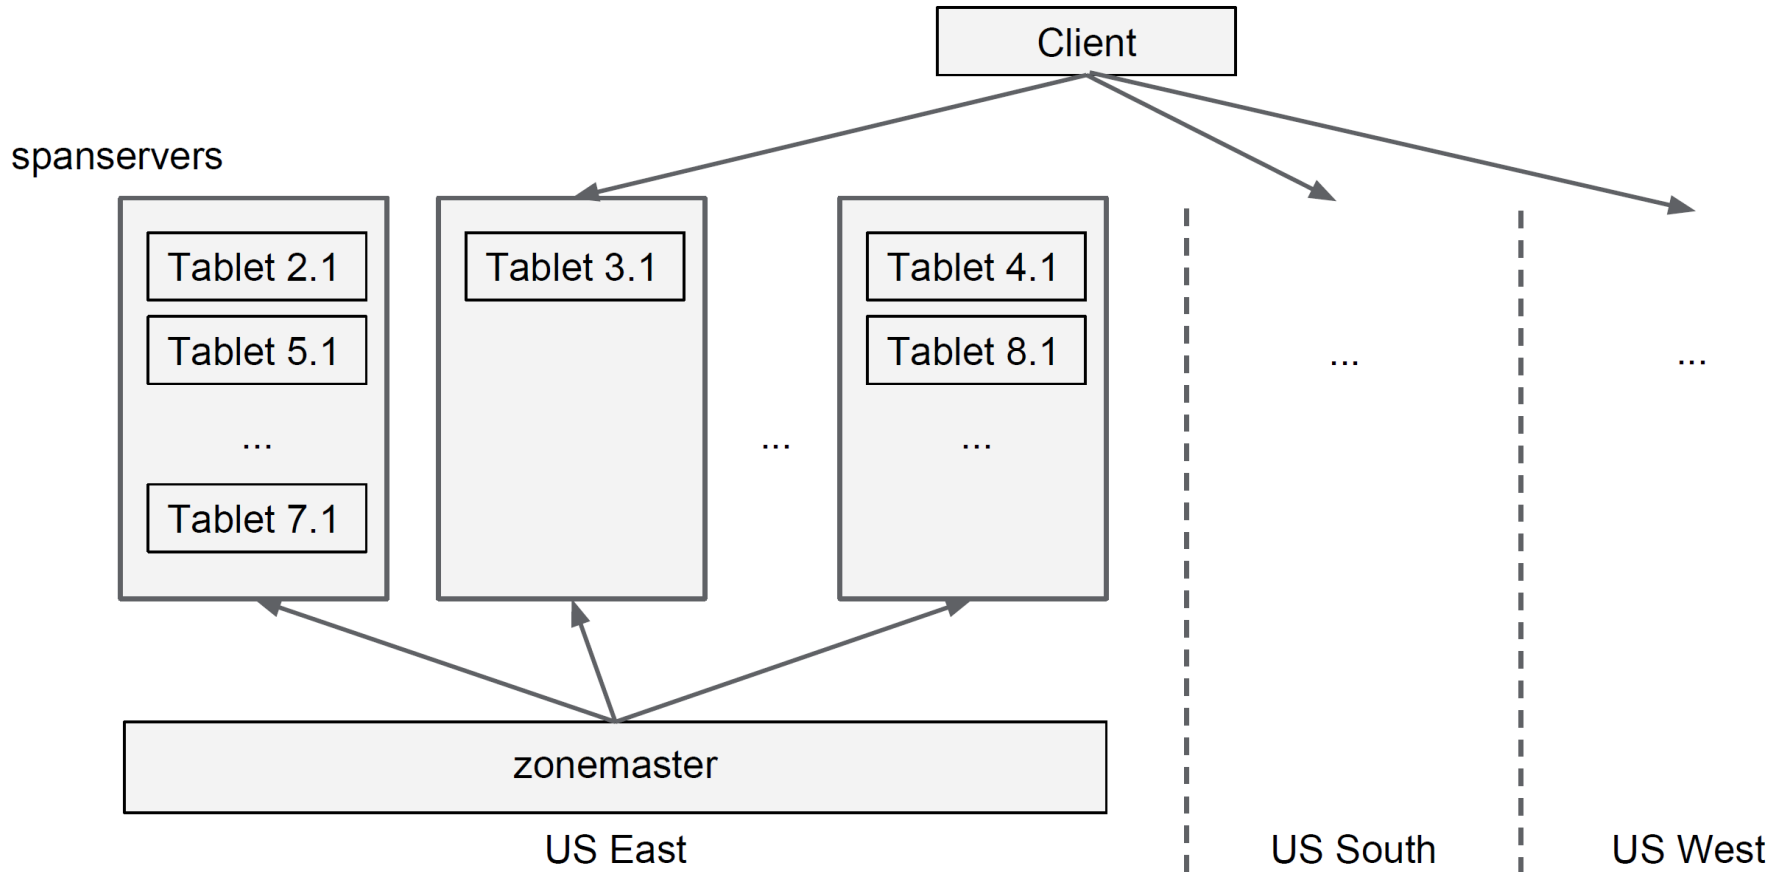 Client
spanservers
Tablet 2.1
Tablet 5.1
...
Tablet 7.1
Tablet 3.1
...
Tablet 4.1
Tablet 8.1
...
...
...
zonemaster
US East
US South
US West